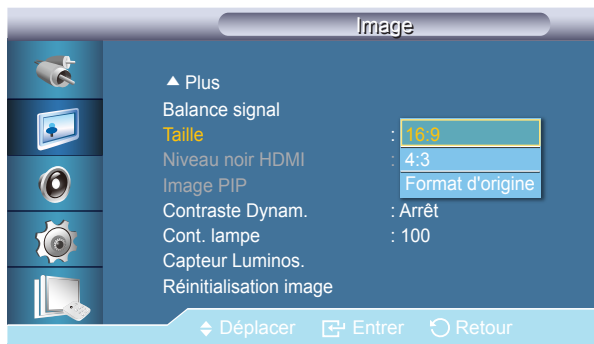 Image
▲ Plus
Balance signal
Taille : 16:9
Niveau noir HDMI : 4:3
Image PIP Format d'origine
Contraste Dynam. : Arrêt
Cont. lampe : 100
Capteur Luminos.
Réinitialisation image
Déplacer Entrer Retour